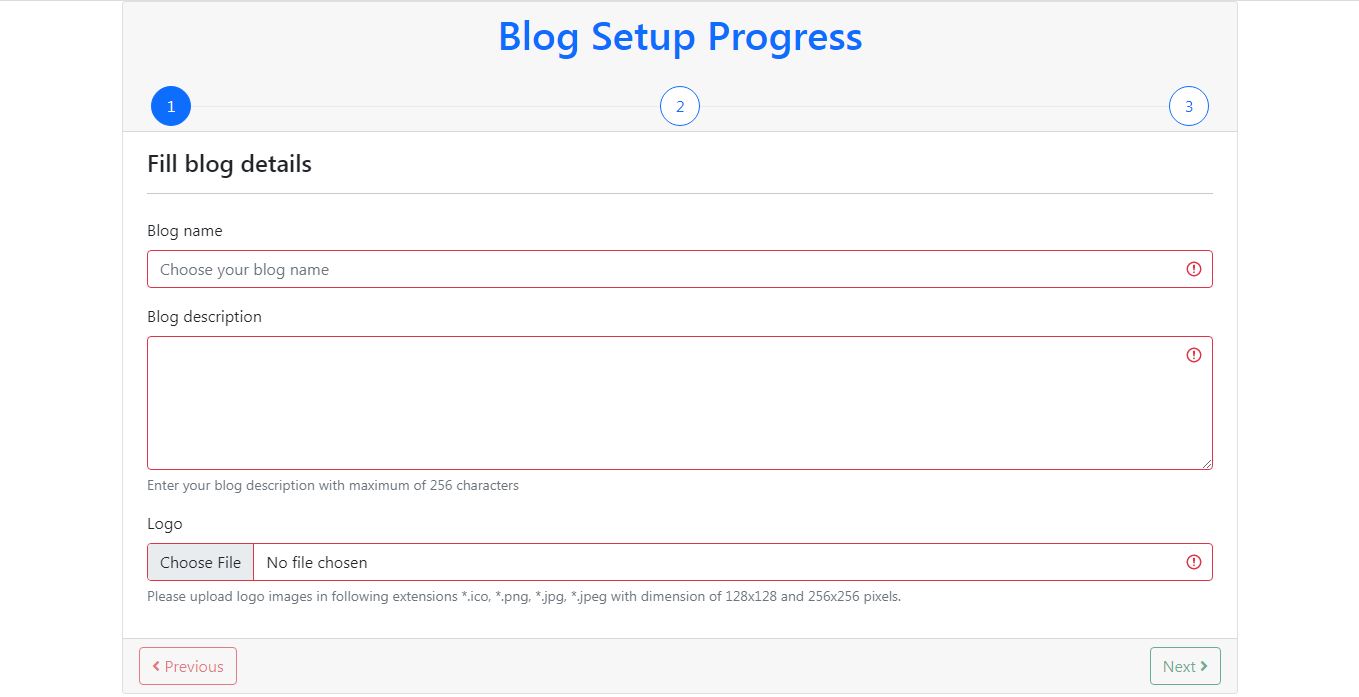 Blog Setup Progress
1 2 3
Fill blog details
Blog name
Choose your blog name
Blog description
Enter your blog description with maximum of 256 characters
Logo
Choose File No file chosen
Please upload logo images in following extensions *.ico, *.png, *.jpg, *.jpeg with dimension of 128x128 and 256x256 pixels.
Previous Next